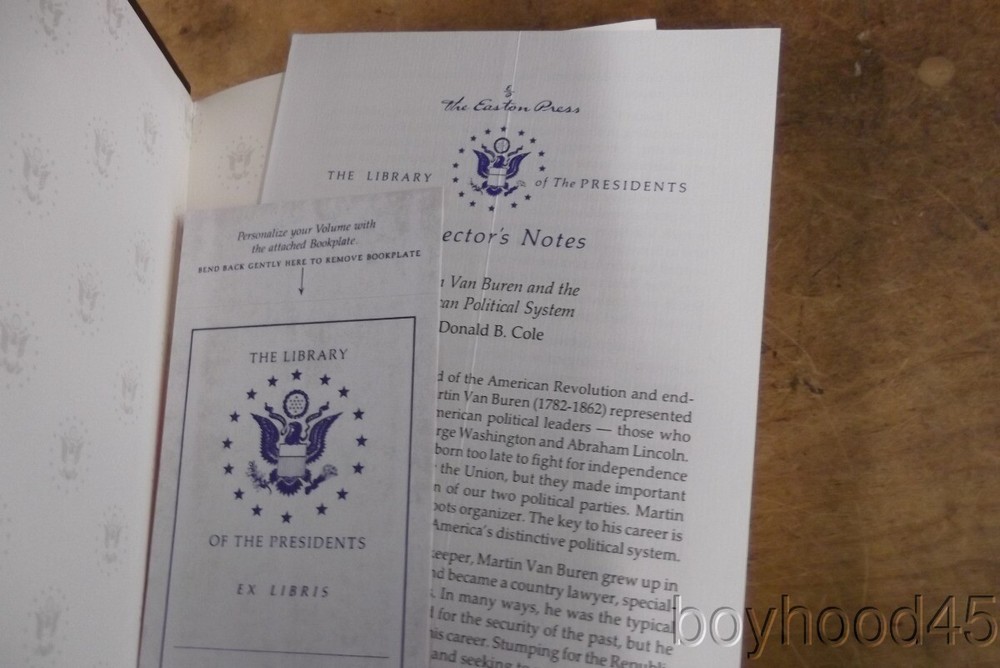 The Easton Press
THE LIBRARY of The PRESIDENTS
ector's Notes
Van Buren and the
an Political System
Donald B. Cole
d of the American Revolution and end-
rtin Van Buren (1782-1862) represented
merican political leaders — those who
rge Washington and Abraham Lincoln.
born too late to fight for independence
the Union, but they made important
n of our two political parties. Martin
oots organizer. The key to his career is
America's distinctive political system.
eeper, Martin Van Buren grew up in
nd became a country lawyer, special-
s. In many ways, he was the typical
d for the security of the past, but he
his career. Stumping for the Republi-
and seeking
Personalize your Volume with
the attached Bookplate.
BEND BACK GENTLY HERE TO REMOVE BOOKPLATE
THE LIBRARY
OF THE PRESIDENTS
EX LIBRIS
boyhood45